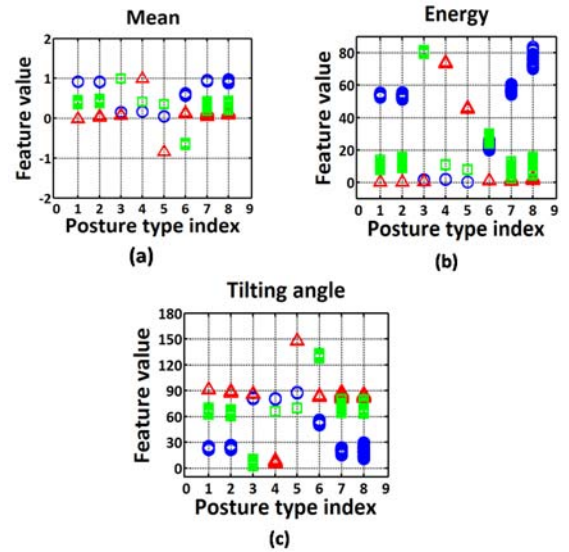 Mean
Feature value
2
1
0
-1
-2
0 1 2 3 4 5 6 7 8 9
Posture type index
(a)
Energy
Feature value
80
60
40
20
0
0 1 2 3 4 5 6 7 8 9
Posture type index
(b)
Tilting angle
Feature value
180
150
120
90
60
30
0
0 1 2 3 4 5 6 7 8 9
Posture type index
(c)